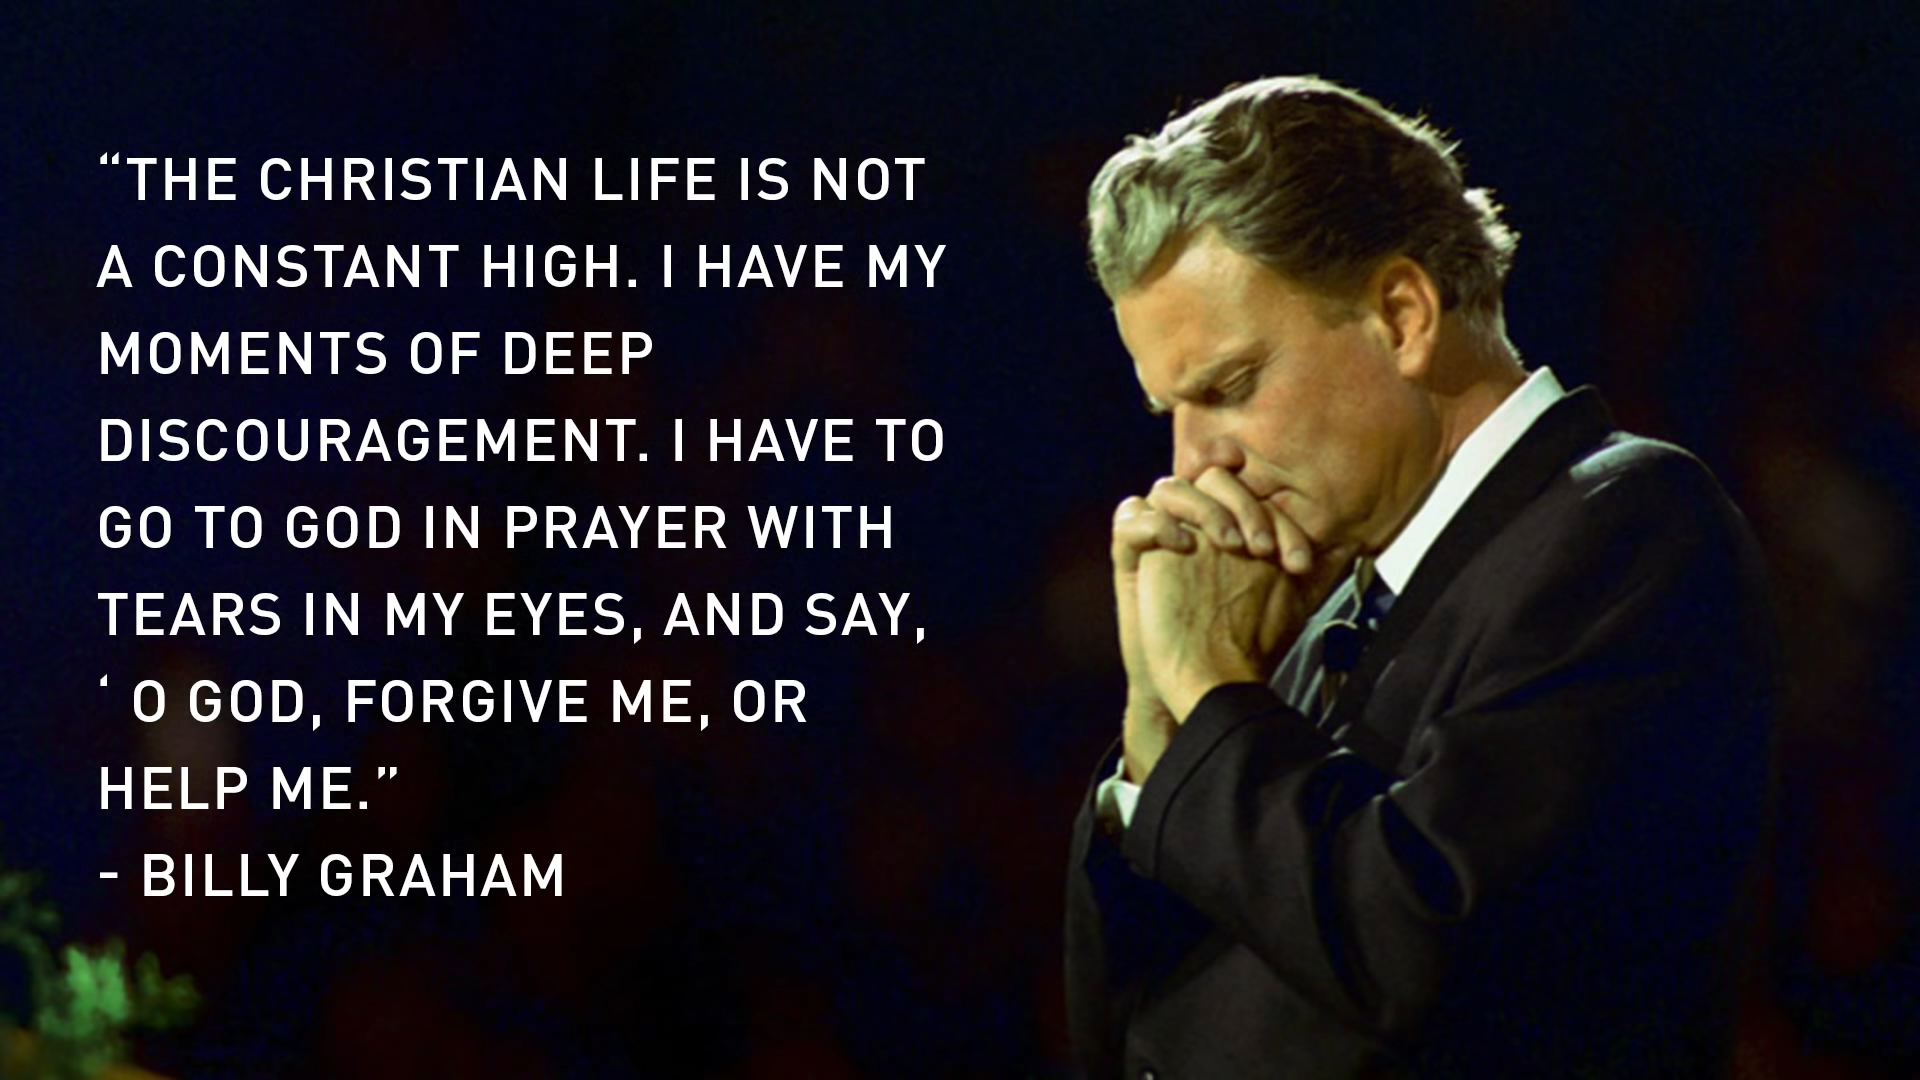 “THE CHRISTIAN LIFE IS NOT
A CONSTANT HIGH. I HAVE MY
MOMENTS OF DEEP
DISCOURAGEMENT. I HAVE TO
GO TO GOD IN PRAYER WITH
TEARS IN MY EYES, AND SAY,
‘ O GOD, FORGIVE ME, OR
HELP ME.”
- BILLY GRAHAM